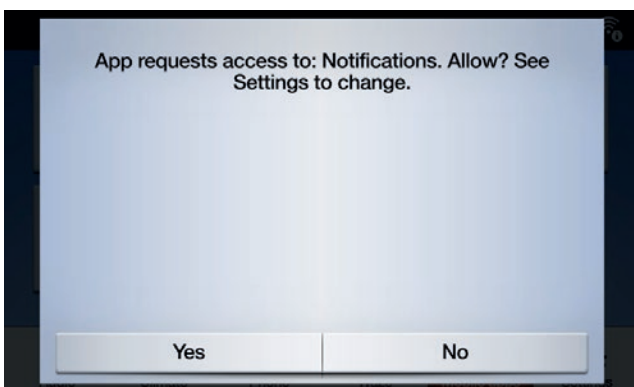 App requests access to: Notifications. Allow? See
Settings to change.
Yes
No